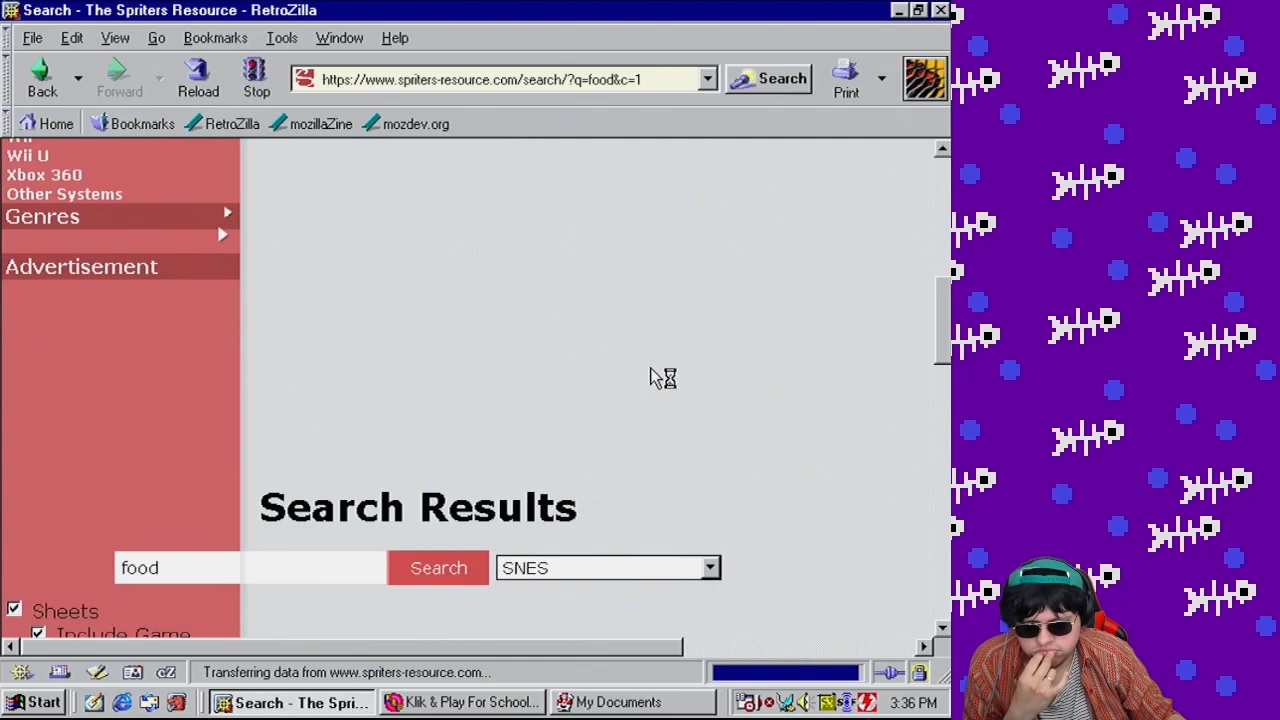 Search - The Spriters Resource - RetroZilla
File Edit View Go Bookmarks Tools Window Help
Back Forward Reload Stop https://www.spriters-resource.com/search/?q=food&c=1 Search Print
Home Bookmarks RetroZilla mozillaZine mozdev.org
Wii U
Xbox 360
Other Systems
Genres
Advertisement
Search Results
food Search SNES
Sheets
Include Game
Transferring data from www.spriters-resource.com...
Start Search - The Spri... Klik & Play For School... My Documents 3:36 PM